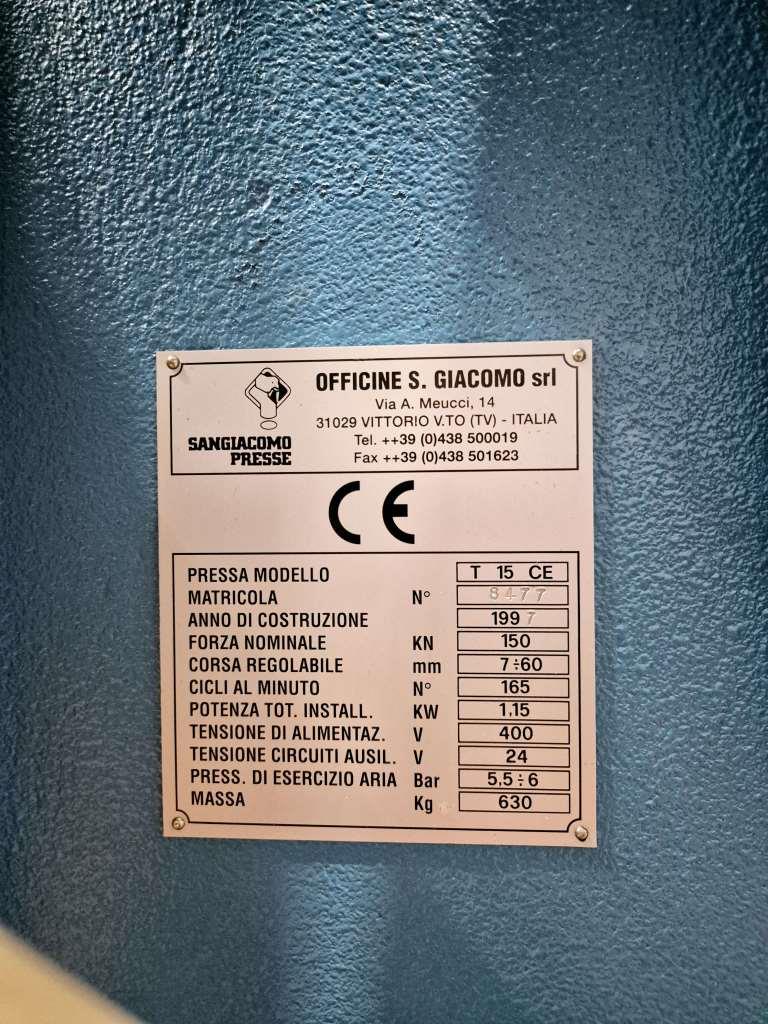 OFFICINE S. GIACOMO srl
Via A. Meucci, 14
31029 VITTORIO V.TO (TV) - ITALIA
Tel. ++39 (0)438 500019
Fax ++39 (0)438 501623
SANGIACOMO
PRESSE
CE
PRESSA MODELLO T 15 CE
MATRICOLA N° 8477
ANNO DI COSTRUZIONE 1997
FORZA NOMINALE KN 150
CORSA REGOLABILE mm 7÷60
CICLI AL MINUTO N° 165
POTENZA TOT. INSTALL. KW 1,15
TENSIONE DI ALIMENTAZ. V 400
TENSIONE CIRCUITI AUSIL. V 24
PRESS. DI ESERCIZIO ARIA Bar 5,5÷6
MASSA Kg 630